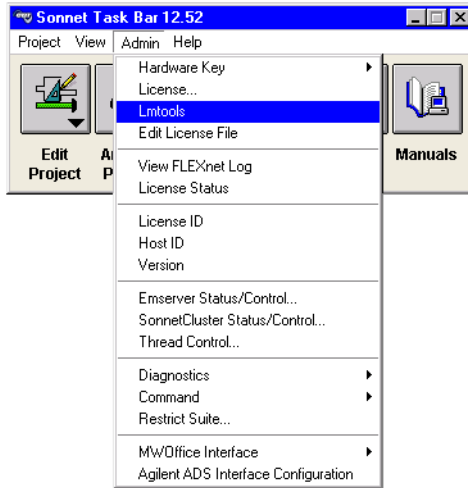 Sonnet Task Bar 12.52
Project View Admin Help
Hardware Key
License...
Lmtools
Edit License File
View FLEXnet Log
License Status
License ID
Host ID
Version
Emserver Status/Control...
SonnetCluster Status/Control...
Thread Control...
Diagnostics
Command
Restrict Suite...
MWOffice Interface
Agilent ADS Interface Configuration
Edit
Project
Manuals